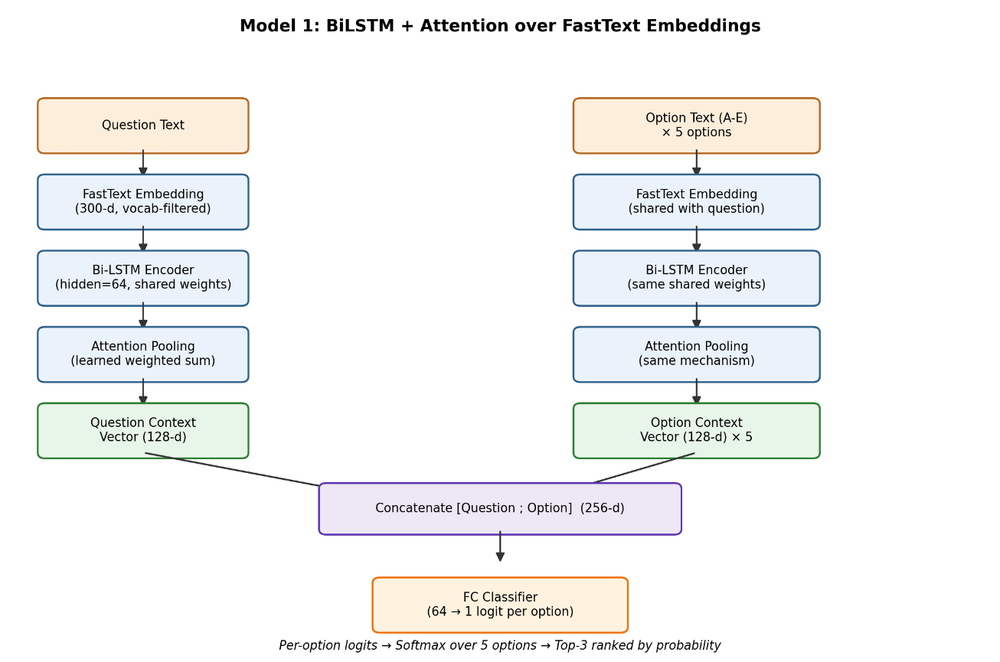 Model 1: BiLSTM + Attention over FastText Embeddings
Question Text
FastText Embedding
(300-d, vocab-filtered)
Bi-LSTM Encoder
(hidden=64, shared weights)
Attention Pooling
(learned weighted sum)
Question Context
Vector (128-d)
Option Text (A-E)
× 5 options
FastText Embedding
(shared with question)
Bi-LSTM Encoder
(same shared weights)
Attention Pooling
(same mechanism)
Option Context
Vector (128-d) × 5
Concatenate [Question ; Option]  (256-d)
FC Classifier
(64 → 1 logit per option)
Per-option logits → Softmax over 5 options → Top-3 ranked by probability